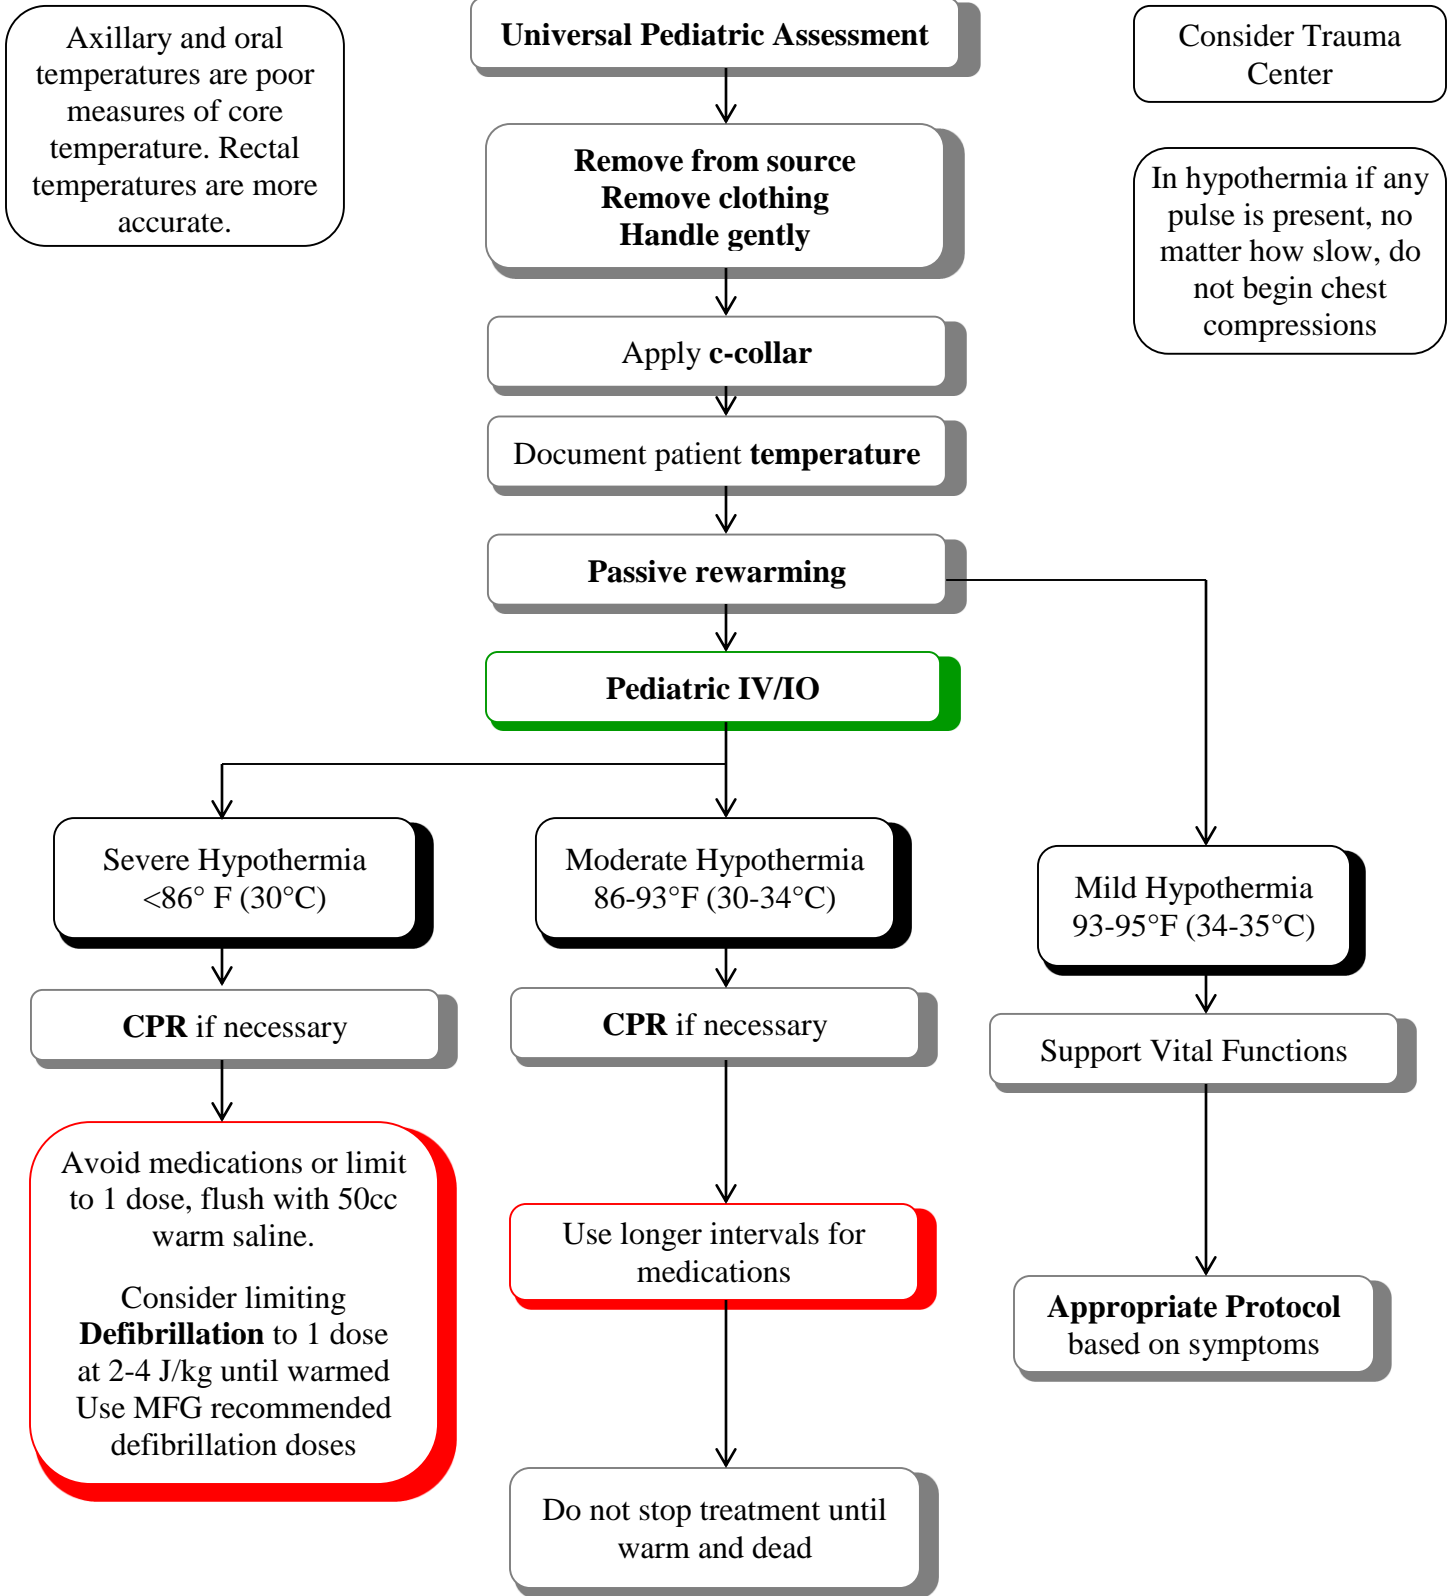 Axillary and oral
temperatures are poor
measures of core
temperature. Rectal
temperatures are more
accurate.
Universal Pediatric Assessment
Consider Trauma
Center
In hypothermia if any
pulse is present, no
matter how slow, do
not begin chest
compressions
Remove from source
Remove clothing
Handle gently
Apply c-collar
Document patient temperature
Passive rewarming
Pediatric IV/IO
Severe Hypothermia
<86° F (30°C)
Moderate Hypothermia
86-93°F (30-34°C)
Mild Hypothermia
93-95°F (34-35°C)
CPR if necessary
CPR if necessary
Support Vital Functions
Avoid medications or limit
to 1 dose, flush with 50cc
warm saline.
Consider limiting
Defibrillation to 1 dose
at 2-4 J/kg until warmed
Use MFG recommended
defibrillation doses
Use longer intervals for
medications
Appropriate Protocol
based on symptoms
Do not stop treatment until
warm and dead